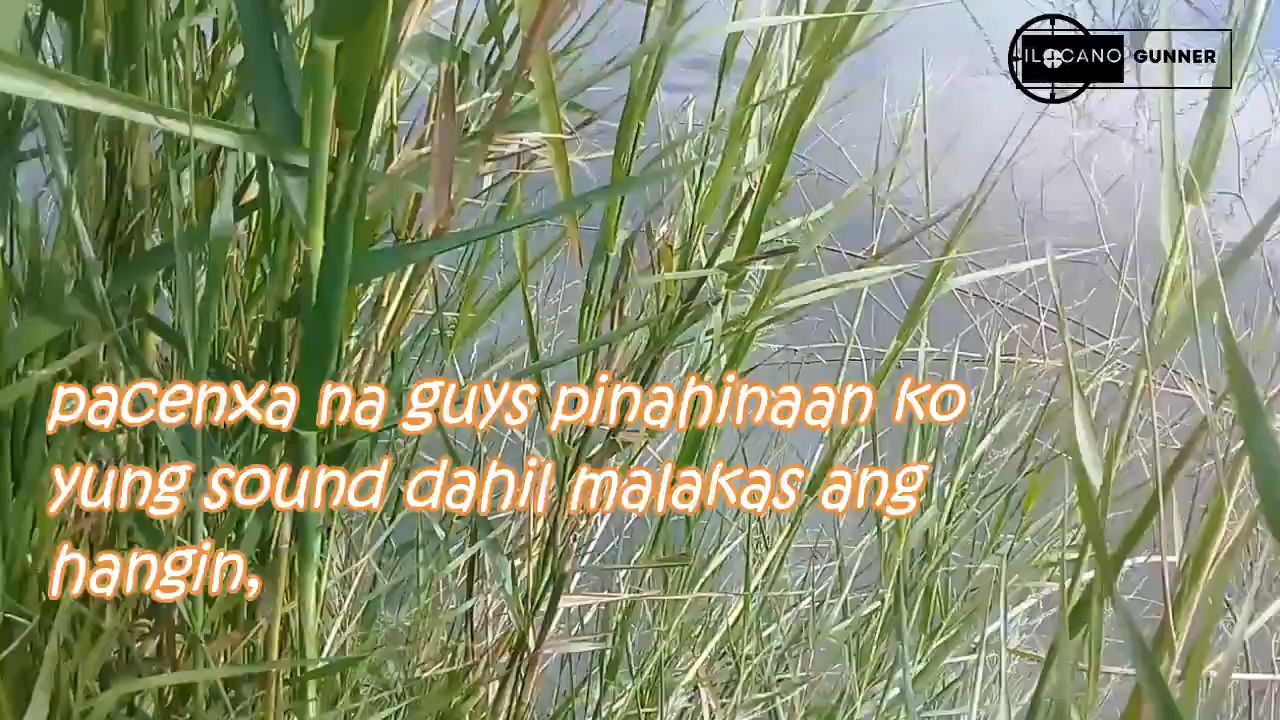 ILOCANO GUNNER
pacenxa na guys pinahinaan ko
yung sound dahil malakas ang
hangin,